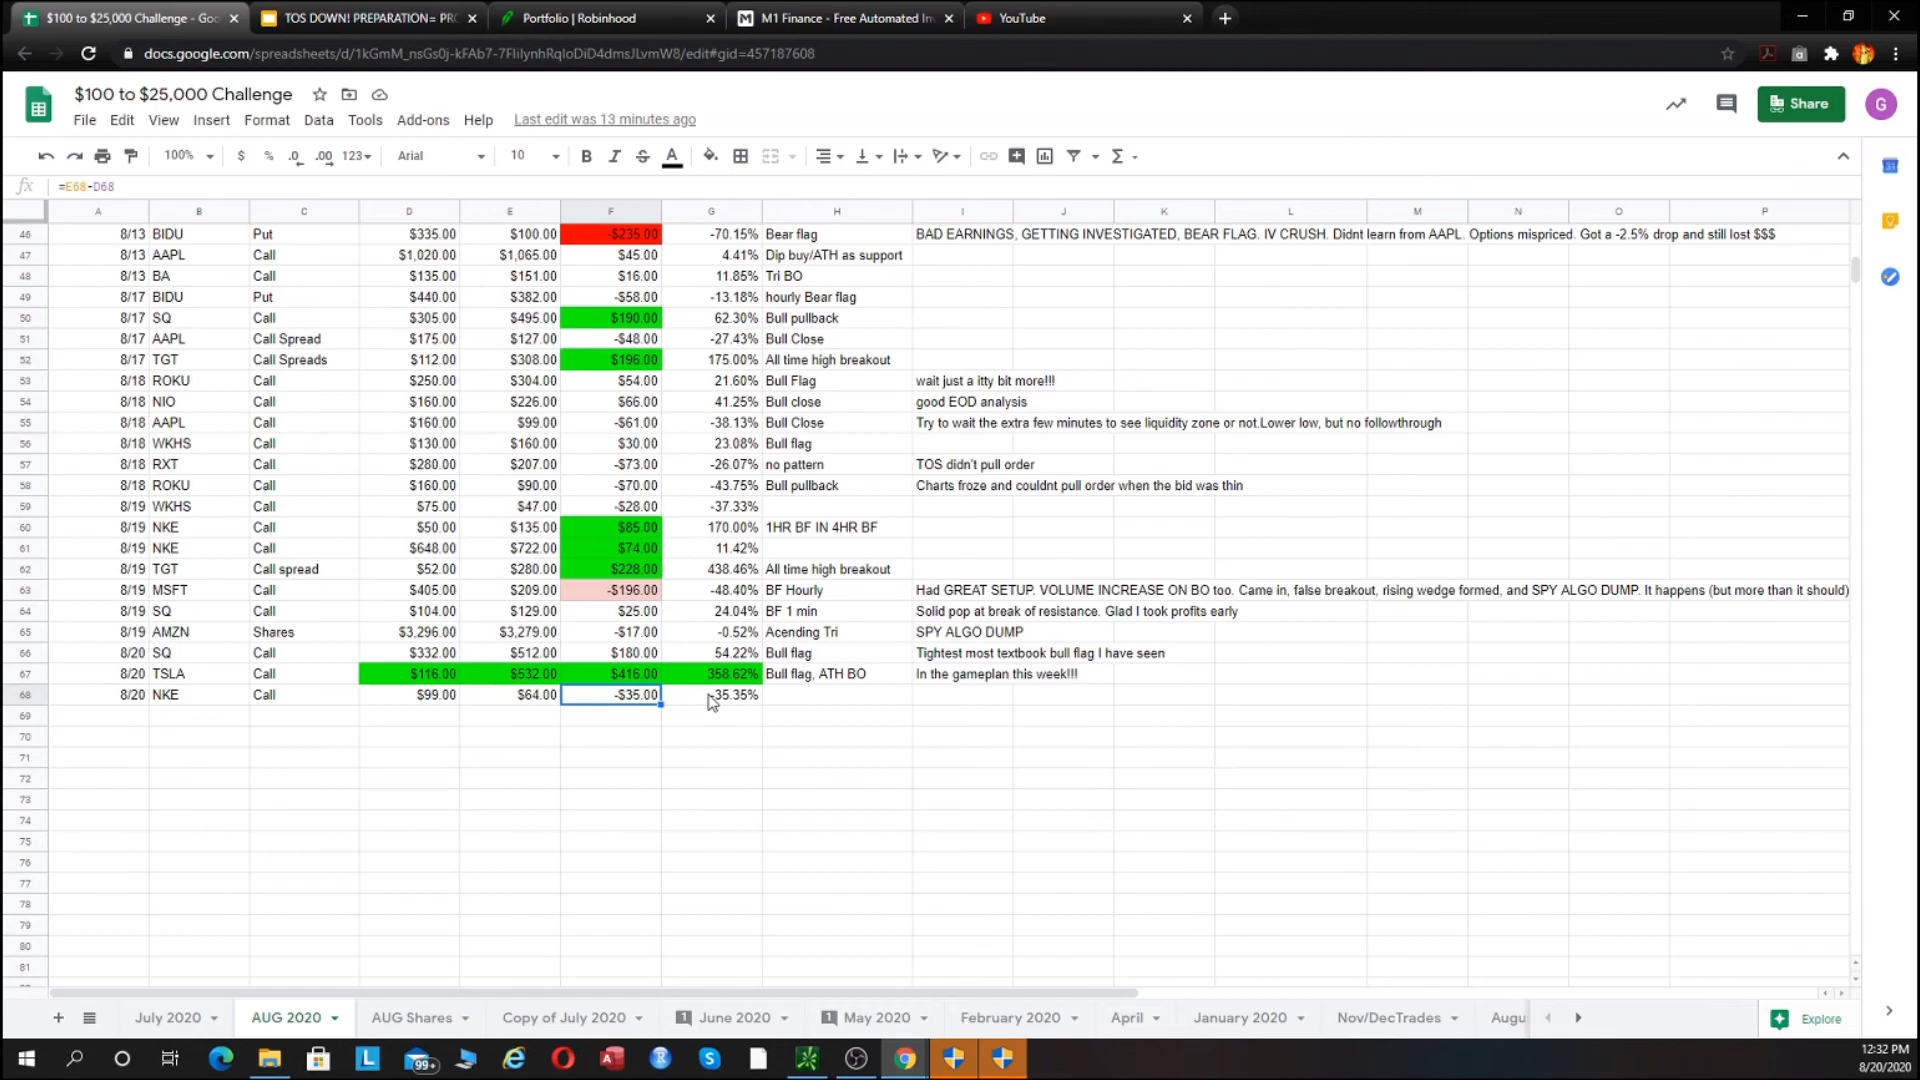 $100 to $25,000 Challenge - Goo
TOS DOWN! PREPARATION= PRO
Portfolio | Robinhood
M1 Finance - Free Automated Inv
YouTube
docs.google.com/spreadsheets/d/1kGmM_nsGs0j-kFAb7-7FIiIynhRqIoDiD4dmsJLvmW8/edit#gid=457187608
$100 to $25,000 Challenge
Share
G
File Edit View Insert Format Data Tools Add-ons Help Last edit was 13 minutes ago
100% $ % .0 .00 123 Arial 10 B I S A
fx =E68-D68
A B C D E F G H I J K L M N O P
46 8/13 BIDU Put $335.00 $100.00 -$235.00 -70.15% Bear flag BAD EARNINGS, GETTING INVESTIGATED, BEAR FLAG. IV CRUSH. Didnt learn from AAPL. Options mispriced. Got a -2.5% drop and still lost $$$
47 8/13 AAPL Call $1,020.00 $1,065.00 $45.00 4.41% Dip buy/ATH as support
48 8/13 BA Call $135.00 $151.00 $16.00 11.85% Tri BO
49 8/17 BIDU Put $440.00 $382.00 -$58.00 -13.18% hourly Bear flag
50 8/17 SQ Call $305.00 $495.00 $190.00 62.30% Bull pullback
51 8/17 AAPL Call Spread $175.00 $127.00 -$48.00 -27.43% Bull Close
52 8/17 TGT Call Spreads $112.00 $308.00 $196.00 175.00% All time high breakout
53 8/18 ROKU Call $250.00 $304.00 $54.00 21.60% Bull Flag wait just a itty bit more!!!
54 8/18 NIO Call $160.00 $226.00 $66.00 41.25% Bull close good EOD analysis
55 8/18 AAPL Call $160.00 $99.00 -$61.00 -38.13% Bull Close Try to wait the extra few minutes to see liquidity zone or not.Lower low, but no followthrough
56 8/18 WKHS Call $130.00 $160.00 $30.00 23.08% Bull flag
57 8/18 RXT Call $280.00 $207.00 -$73.00 -26.07% no pattern TOS didn't pull order
58 8/18 ROKU Call $160.00 $90.00 -$70.00 -43.75% Bull pullback Charts froze and couldnt pull order when the bid was thin
59 8/19 WKHS Call $75.00 $47.00 -$28.00 -37.33%
60 8/19 NKE Call $50.00 $135.00 $85.00 170.00% 1HR BF IN 4HR BF
61 8/19 NKE Call $648.00 $722.00 $74.00 11.42%
62 8/19 TGT Call spread $52.00 $280.00 $228.00 438.46% All time high breakout
63 8/19 MSFT Call $405.00 $209.00 -$196.00 -48.40% BF Hourly Had GREAT SETUP. VOLUME INCREASE ON BO too. Came in, false breakout, rising wedge formed, and SPY ALGO DUMP. It happens (but more than it should)
64 8/19 SQ Call $104.00 $129.00 $25.00 24.04% BF 1 min Solid pop at break of resistance. Glad I took profits early
65 8/19 AMZN Shares $3,296.00 $3,279.00 -$17.00 -0.52% Acending Tri SPY ALGO DUMP
66 8/20 SQ Call $332.00 $512.00 $180.00 54.22% Bull flag Tightest most textbook bull flag I have seen
67 8/20 TSLA Call $116.00 $532.00 $416.00 358.62% Bull flag, ATH BO In the gameplan this week!!!
68 8/20 NKE Call $99.00 $64.00 -$35.00 -35.35%
69
70
71
72
73
74
75
76
77
78
79
80
81
July 2020 AUG 2020 AUG Shares Copy of July 2020 1 June 2020 1 May 2020 February 2020 April January 2020 Nov/DecTrades Augu Explore
99+
12:32 PM
8/20/2020